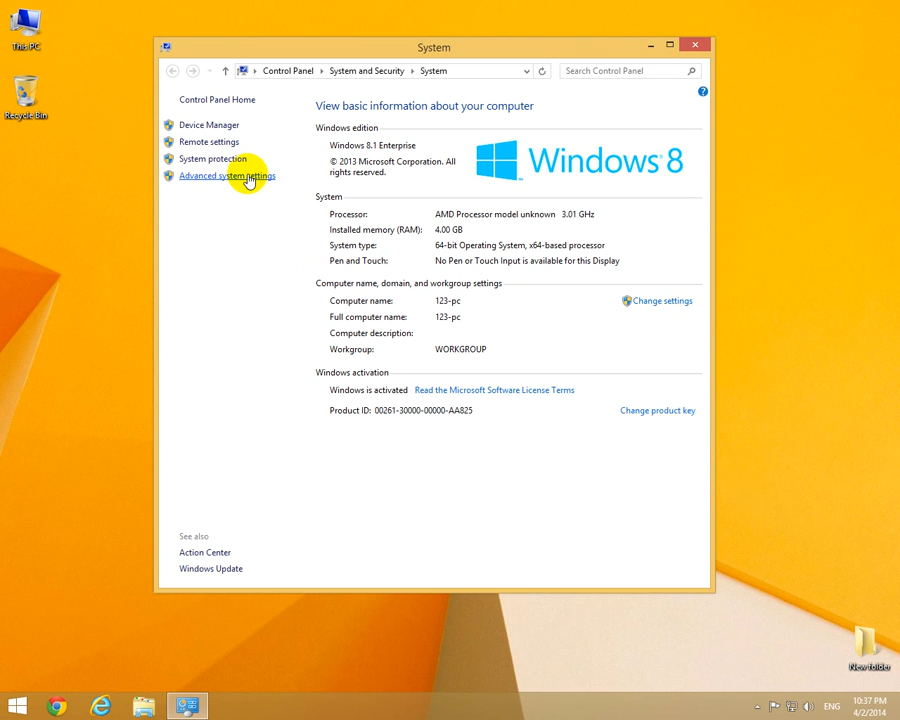 This PC
Recycle Bin
System
Control Panel System and Security System
Search Control Panel
Control Panel Home
Device Manager
Remote settings
System protection
Advanced system settings
See also
Action Center
Windows Update
?
View basic information about your computer
Windows edition
Windows 8.1 Enterprise
© 2013 Microsoft Corporation. All
rights reserved.
Windows 8
System
Processor: AMD Processor model unknown 3.01 GHz
Installed memory (RAM): 4.00 GB
System type: 64-bit Operating System, x64-based processor
Pen and Touch: No Pen or Touch Input is available for this Display
Computer name, domain, and workgroup settings
Computer name: 123-pc Change settings
Full computer name: 123-pc
Computer description:
Workgroup: WORKGROUP
Windows activation
Windows is activated Read the Microsoft Software License Terms
Product ID: 00261-30000-00000-AA825 Change product key
New folder
ENG
10:37 PM
4/2/2014